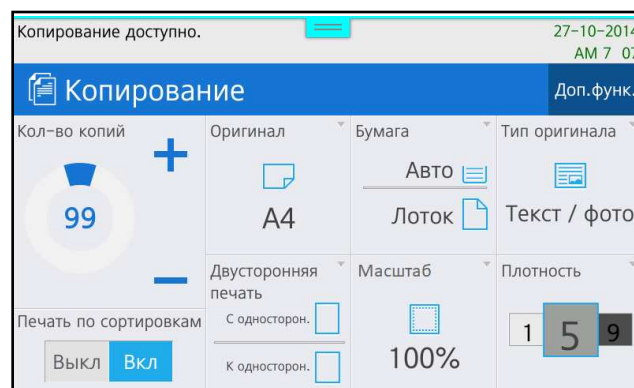 Копирование доступно.
27-10-2014
AM 7 07
Копирование
Доп.функ.
Кол-во копий
99
Печать по сортировкам
Выкл Вкл
Оригинал
A4
Бумага
Авто
Лоток
Тип оригинала
Текст / фото
Двусторонняя
печать
С односторон.
К односторон.
Масштаб
100%
Плотность
1 5 9